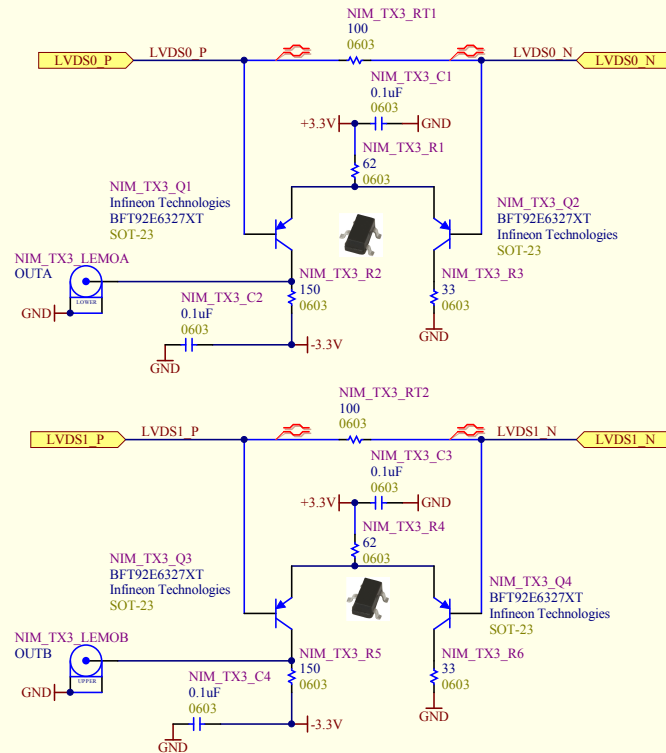 NIM_TX3_RT1
100
0603
LVDS0_P
LVDS0_P
LVDS0_N
LVDS0_N
NIM_TX3_C1
0.1uF
0603
+3.3V
GND
NIM_TX3_R1
62
0603
NIM_TX3_Q1
Infineon Technologies
BFT92E6327XT
SOT-23
NIM_TX3_Q2
BFT92E6327XT
Infineon Technologies
SOT-23
NIM_TX3_LEMOA
OUTA
LOWER
GND
NIM_TX3_R2
150
0603
NIM_TX3_R3
33
0603
GND
NIM_TX3_C2
0.1uF
0603
GND
-3.3V
NIM_TX3_RT2
100
0603
LVDS1_P
LVDS1_P
LVDS1_N
LVDS1_N
NIM_TX3_C3
0.1uF
0603
+3.3V
GND
NIM_TX3_R4
62
0603
NIM_TX3_Q3
BFT92E6327XT
Infineon Technologies
SOT-23
NIM_TX3_Q4
BFT92E6327XT
Infineon Technologies
SOT-23
NIM_TX3_LEMOB
OUTB
UPPER
GND
NIM_TX3_R5
150
0603
NIM_TX3_R6
33
0603
GND
NIM_TX3_C4
0.1uF
0603
GND
-3.3V